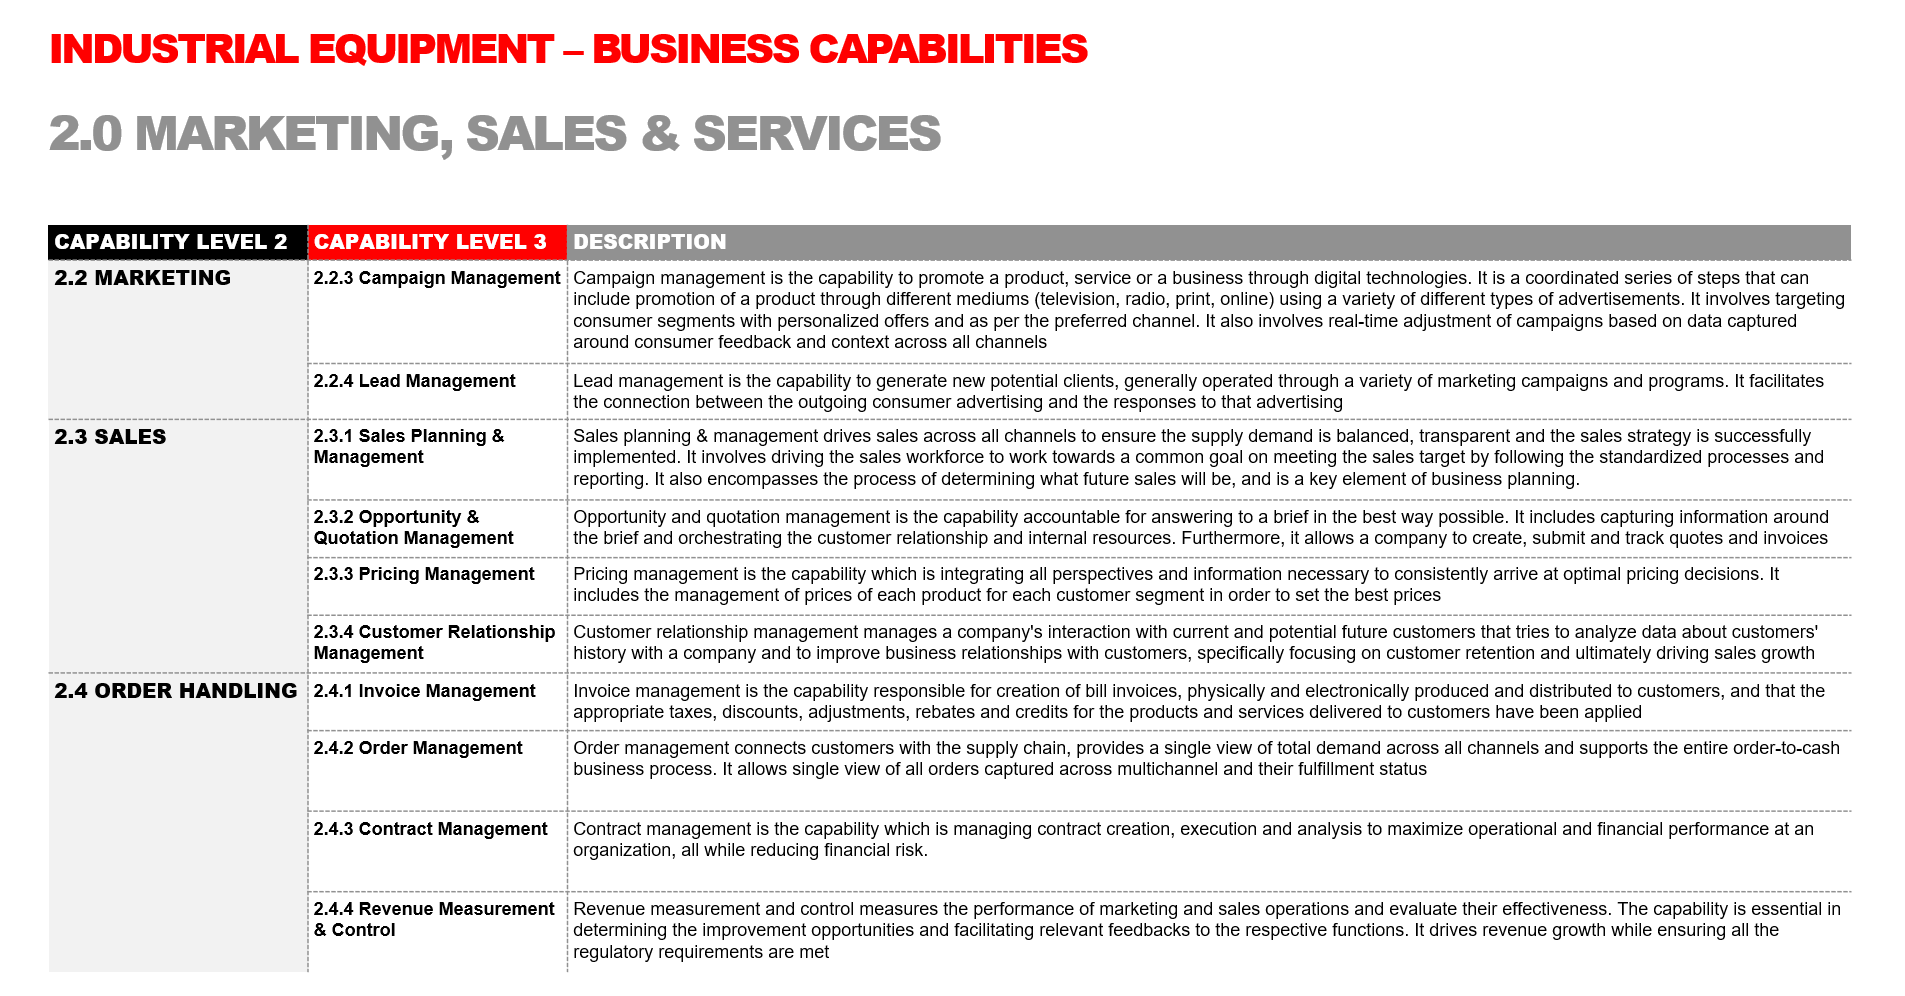 INDUSTRIAL EQUIPMENT – BUSINESS CAPABILITIES
2.0 MARKETING, SALES & SERVICES
CAPABILITY LEVEL 2
CAPABILITY LEVEL 3
DESCRIPTION
2.2 MARKETING
2.2.3 Campaign Management
Campaign management is the capability to promote a product, service or a business through digital technologies. It is a coordinated series of steps that can
include promotion of a product through different mediums (television, radio, print, online) using a variety of different types of advertisements. It involves targeting
consumer segments with personalized offers and as per the preferred channel. It also involves real-time adjustment of campaigns based on data captured
around consumer feedback and context across all channels
2.2.4 Lead Management
Lead management is the capability to generate new potential clients, generally operated through a variety of marketing campaigns and programs. It facilitates
the connection between the outgoing consumer advertising and the responses to that advertising
2.3 SALES
2.3.1 Sales Planning &
Management
Sales planning & management drives sales across all channels to ensure the supply demand is balanced, transparent and the sales strategy is successfully
implemented. It involves driving the sales workforce to work towards a common goal on meeting the sales target by following the standardized processes and
reporting. It also encompasses the process of determining what future sales will be, and is a key element of business planning.
2.3.2 Opportunity &
Quotation Management
Opportunity and quotation management is the capability accountable for answering to a brief in the best way possible. It includes capturing information around
the brief and orchestrating the customer relationship and internal resources. Furthermore, it allows a company to create, submit and track quotes and invoices
2.3.3 Pricing Management
Pricing management is the capability which is integrating all perspectives and information necessary to consistently arrive at optimal pricing decisions. It
includes the management of prices of each product for each customer segment in order to set the best prices
2.3.4 Customer Relationship
Management
Customer relationship management manages a company's interaction with current and potential future customers that tries to analyze data about customers'
history with a company and to improve business relationships with customers, specifically focusing on customer retention and ultimately driving sales growth
2.4 ORDER HANDLING
2.4.1 Invoice Management
Invoice management is the capability responsible for creation of bill invoices, physically and electronically produced and distributed to customers, and that the
appropriate taxes, discounts, adjustments, rebates and credits for the products and services delivered to customers have been applied
2.4.2 Order Management
Order management connects customers with the supply chain, provides a single view of total demand across all channels and supports the entire order-to-cash
business process. It allows single view of all orders captured across multichannel and their fulfillment status
2.4.3 Contract Management
Contract management is the capability which is managing contract creation, execution and analysis to maximize operational and financial performance at an
organization, all while reducing financial risk.
2.4.4 Revenue Measurement
& Control
Revenue measurement and control measures the performance of marketing and sales operations and evaluate their effectiveness. The capability is essential in
determining the improvement opportunities and facilitating relevant feedbacks to the respective functions. It drives revenue growth while ensuring all the
regulatory requirements are met